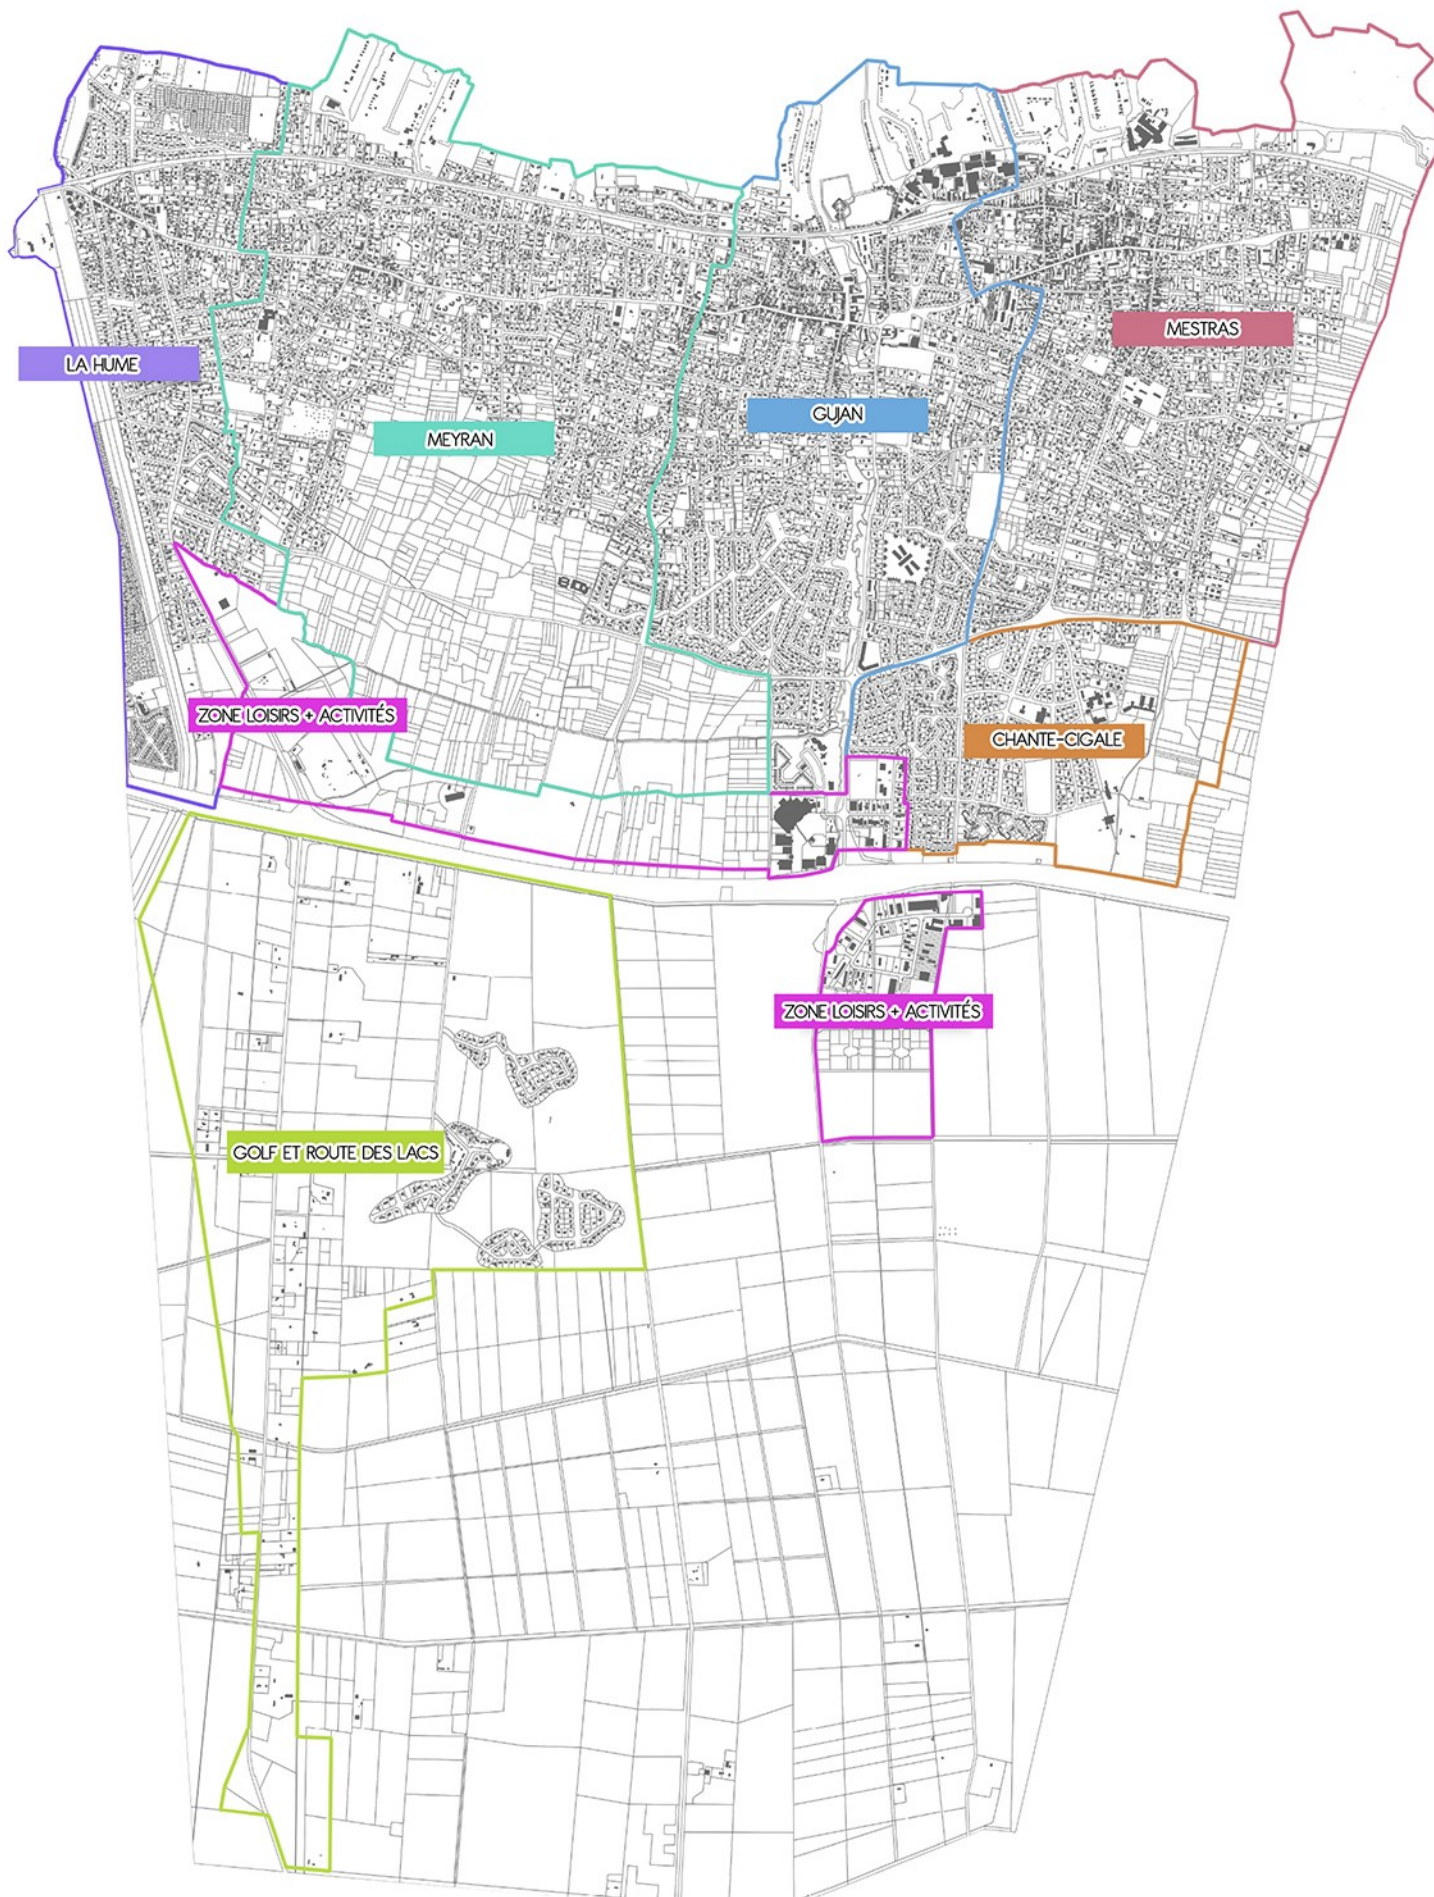 MESTRAS
LA HUME
GUJAN
MEYRAN
ZONE LOISIRS + ACTIVITÉS
CHANTE-CIGALE
ZONE LOISIRS + ACTIVITÉS
GOLF ET ROUTE DES LACS